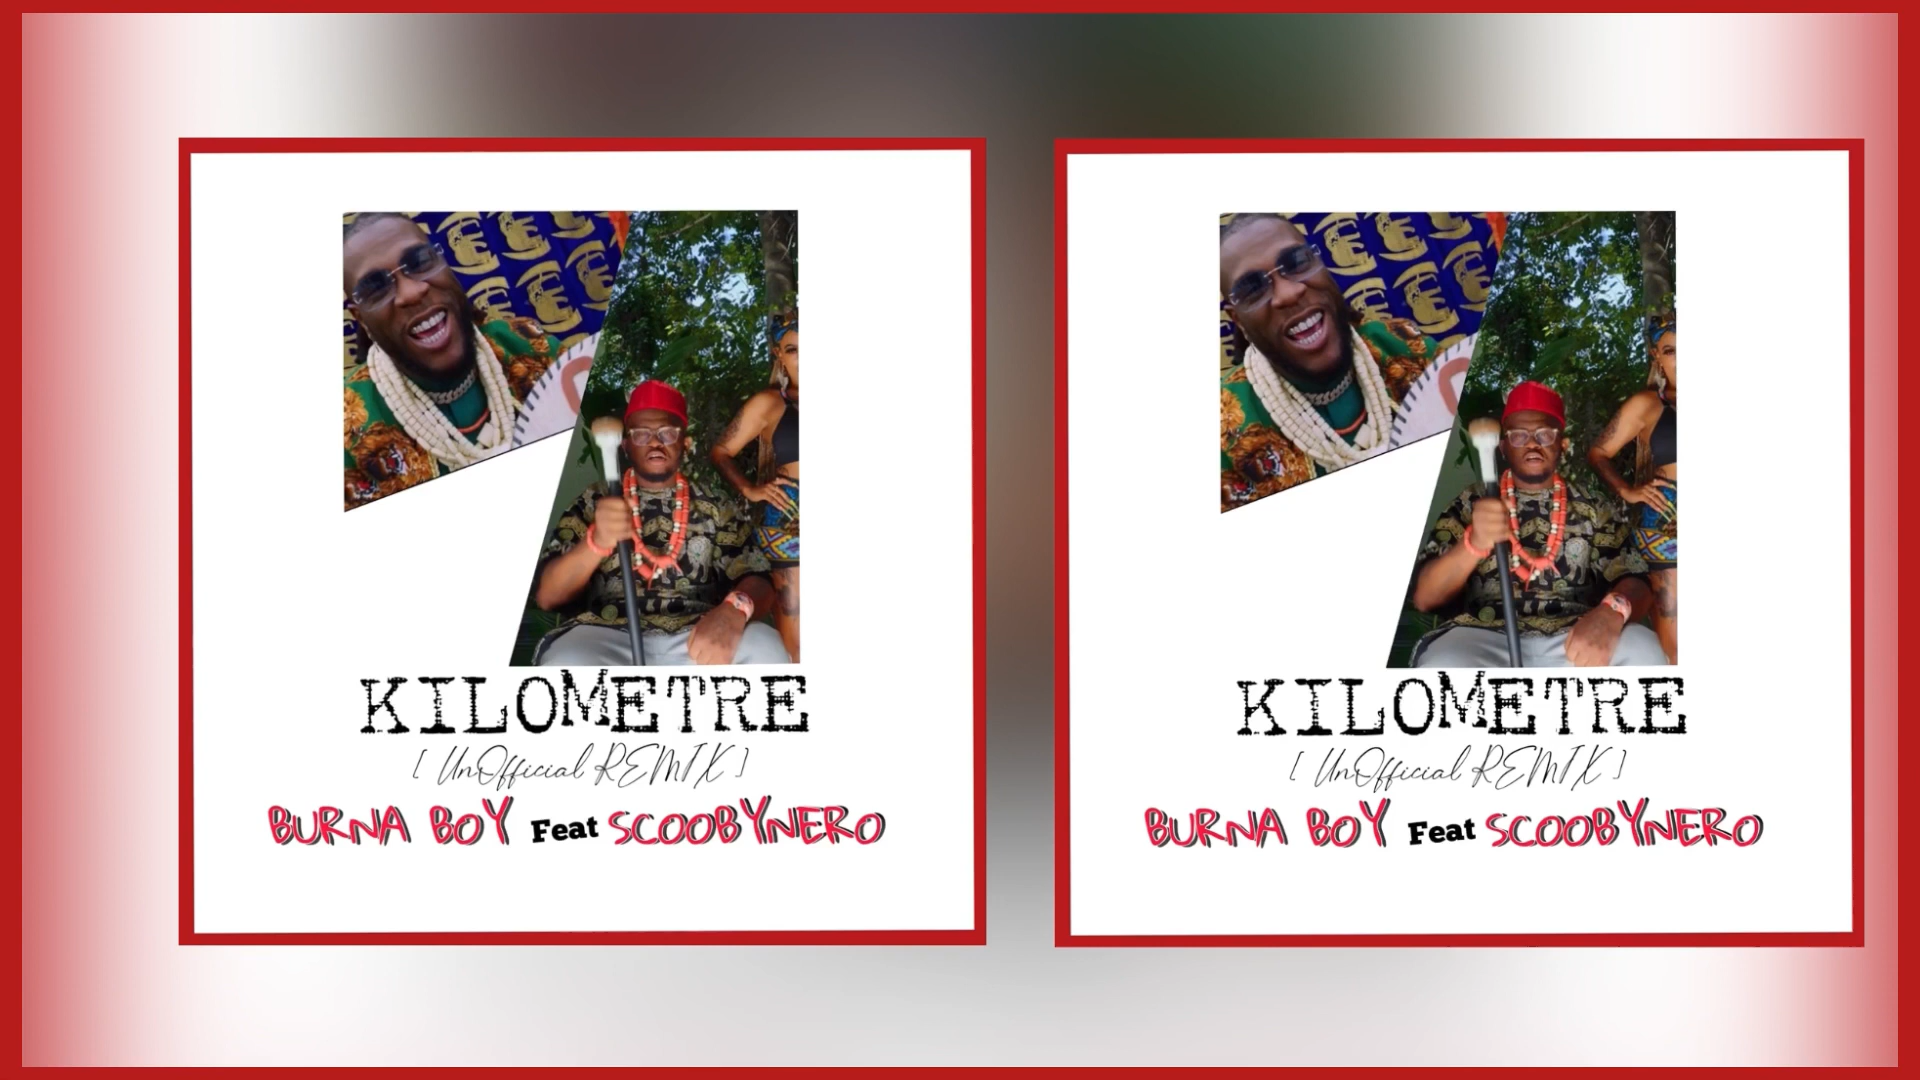 KILOMETRE
[ UnOfficial REMIX ]
BURNA BOY Feat SCOOBYNERO
KILOMETRE
[ UnOfficial REMIX ]
BURNA BOY Feat SCOOBYNERO